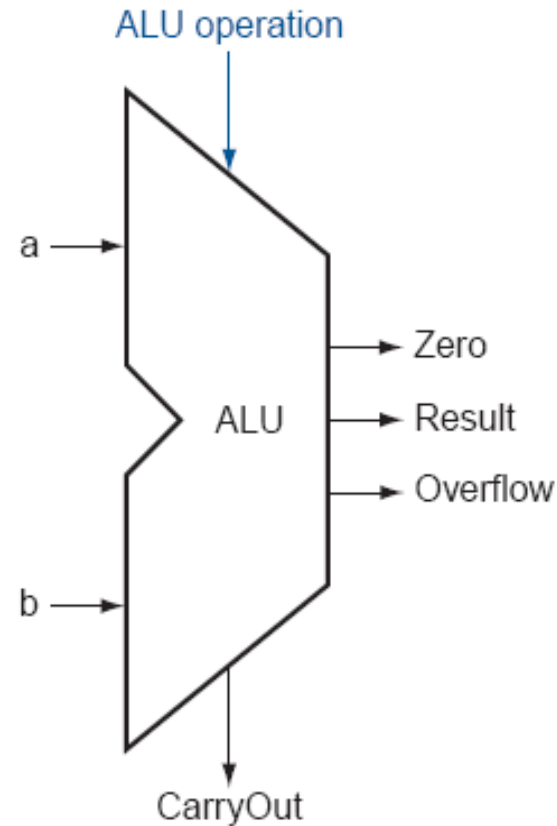 ALU operation
a
Zero
ALU
Result
Overflow
b
CarryOut